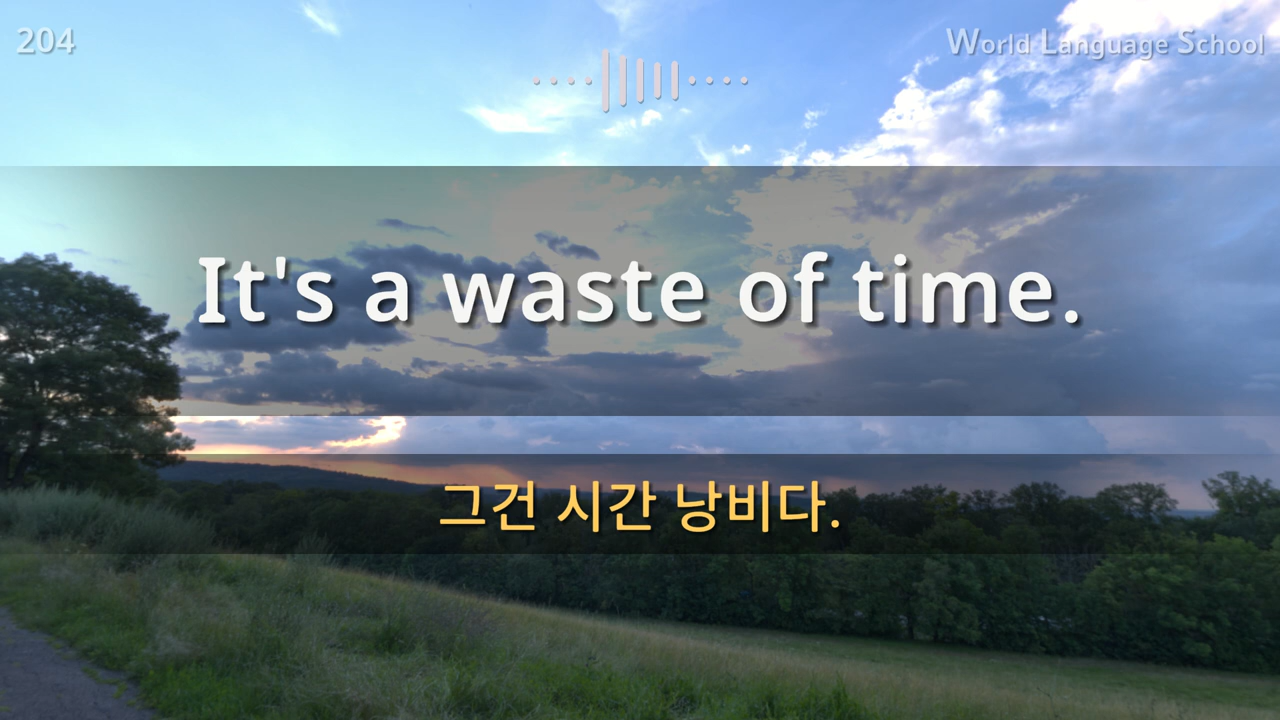 204
World Language School
It's a waste of time.
그건 시간 낭비다.